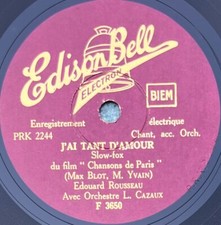 Edison Bell
ELECTRON
BIEM
Enregistrement électrique
PRK 2244 Chant, acc. Orch.
J'AI TANT D'AMOUR
Slow-fox
du film " Chansons de Paris "
(Max BLOT, M. YVAIN)
Edouard ROUSSEAU
Avec Orchestre L. CAZAUX
F 3650